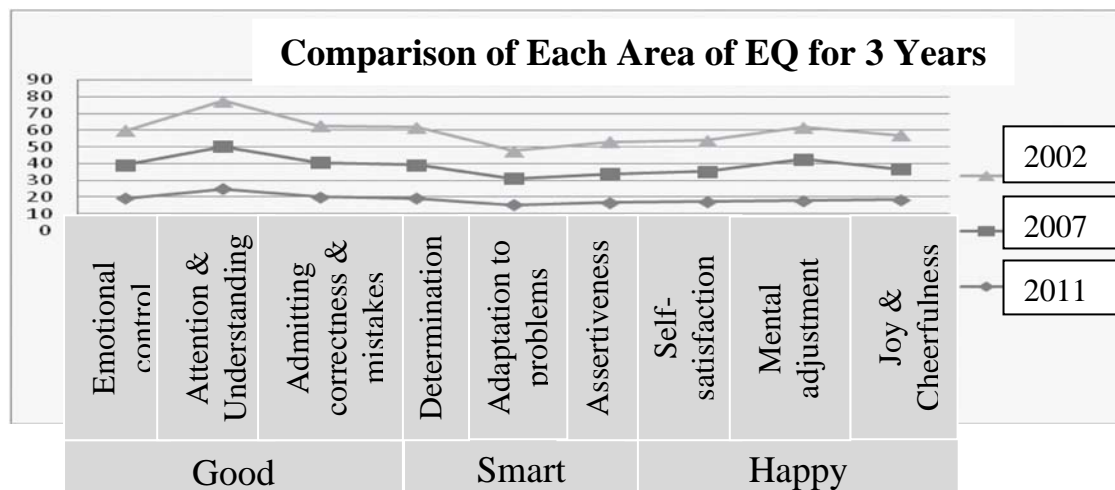 Comparison of Each Area of EQ for 3 Years
90
80
70
60
50
40
30
20
10
0
2002
2007
2011
Emotional
control
Attention &
Understanding
Admitting
correctness &
mistakes
Determination
Adaptation to
problems
Assertiveness
Self-
satisfaction
Mental
adjustment
Joy &
Cheerfulness
Good
Smart
Happy